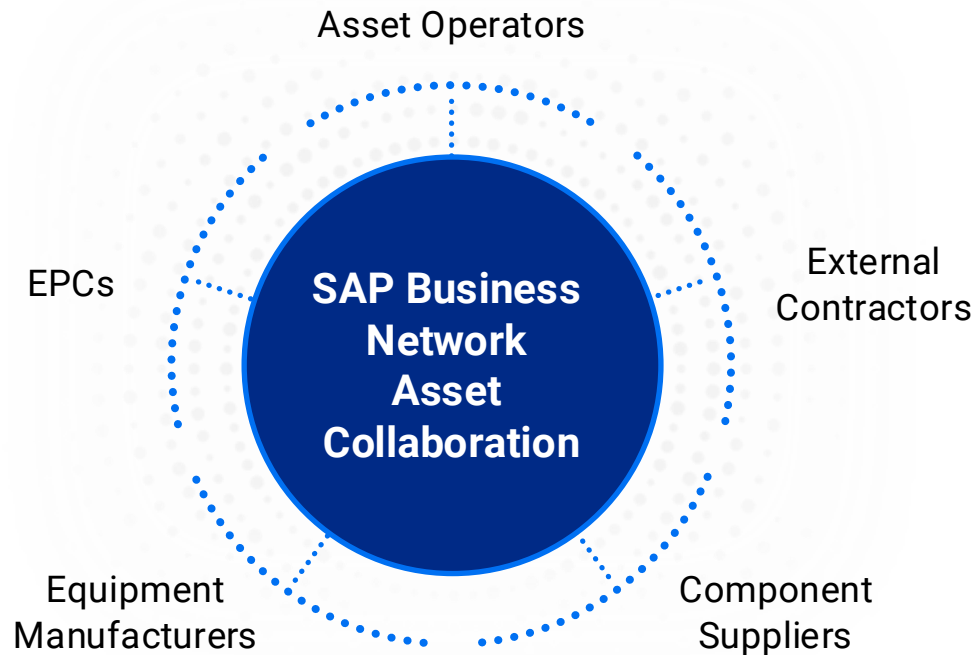 Asset Operators
EPCs
External
Contractors
SAP Business
Network
Asset
Collaboration
Equipment
Manufacturers
Component
Suppliers